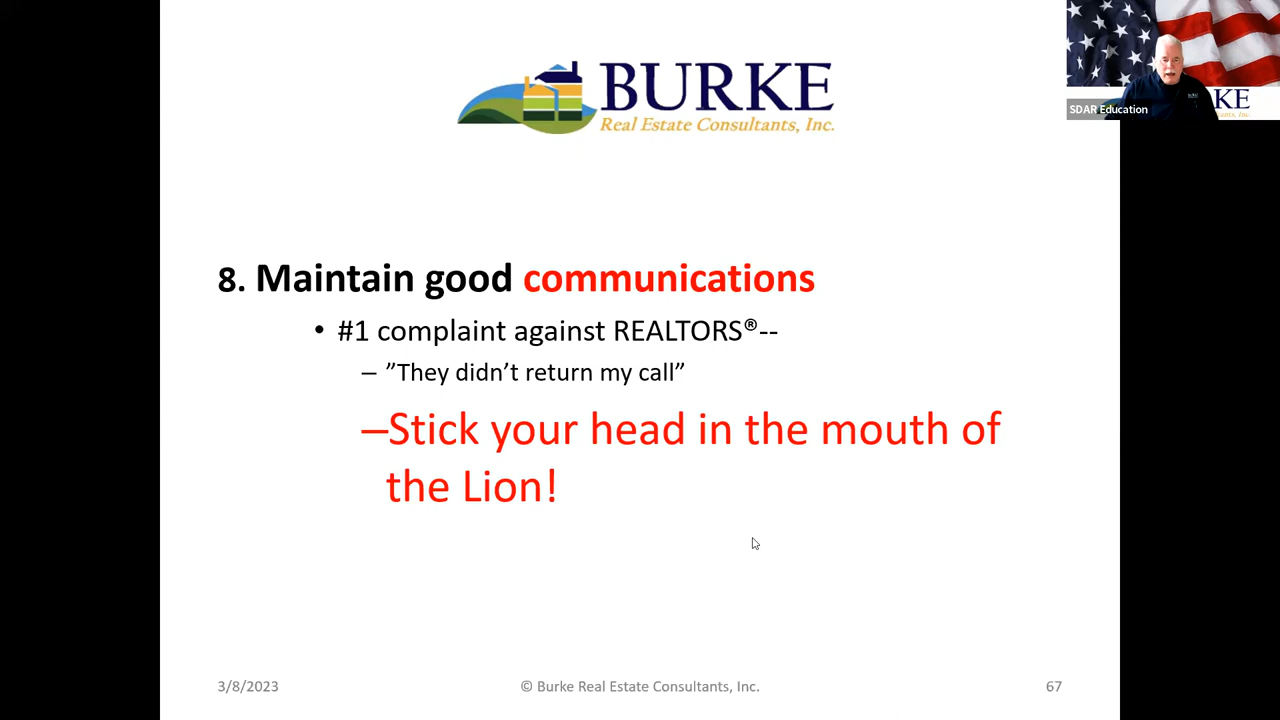 BURKE
Real Estate Consultants, Inc.
KE
SDAR Education
8. Maintain good communications
• #1 complaint against REALTORS®--
– ”They didn’t return my call”
–Stick your head in the mouth of
the Lion!
3/8/2023
© Burke Real Estate Consultants, Inc.
67